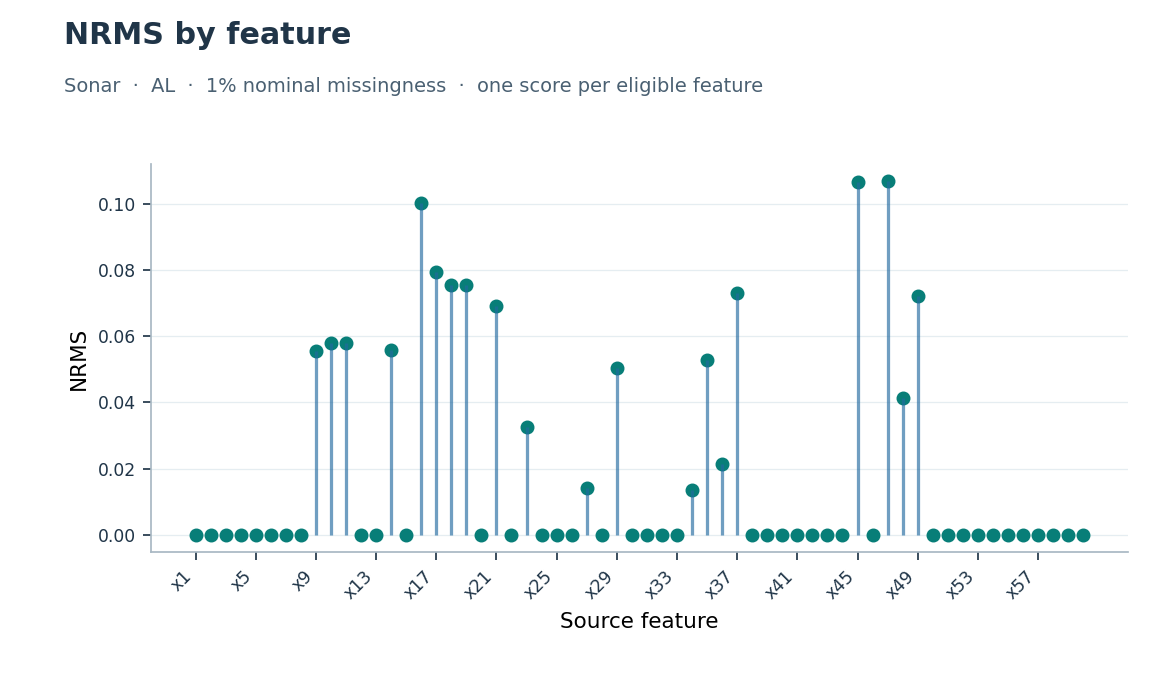 NRMS by feature
Sonar · AL · 1% nominal missingness · one score per eligible feature
NRMS
0.10
0.08
0.06
0.04
0.02
0.00
x1 x5 x9 x13 x17 x21 x25 x29 x33 x37 x41 x45 x49 x53 x57
Source feature